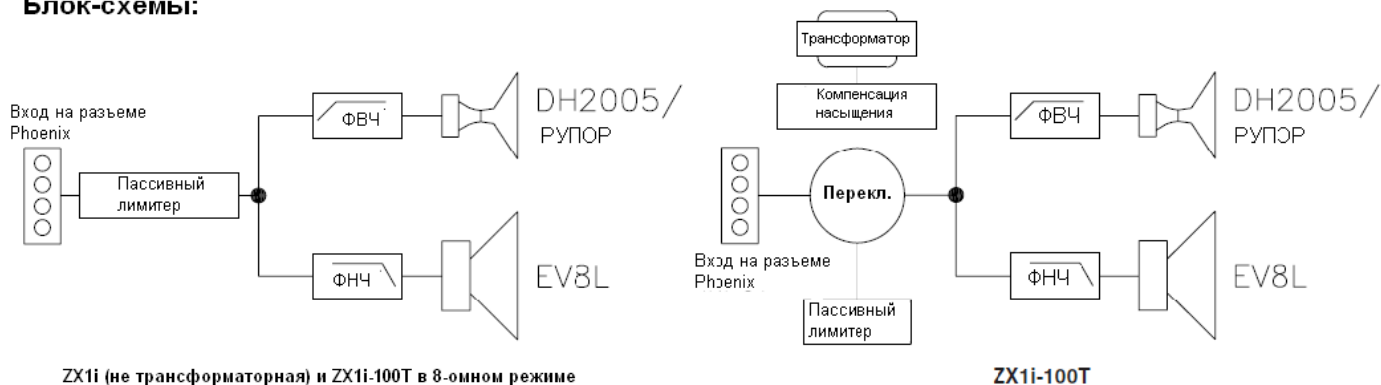 Блок-схемы:
Вход на разъеме
Phoenix
Пассивный
лимитер
ФВЧ
DH2005/
РУПОР
ФНЧ
EV8L
ZX1i (не трансформаторная) и ZX1i-100T в 8-омном режиме
Трансформатор
Компенсация
насыщения
Перекл.
Вход на разъеме
Phoenix
Пассивный
лимитер
ФВЧ
DH2005/
РУПОР
ФНЧ
EV8L
ZX1i-100T